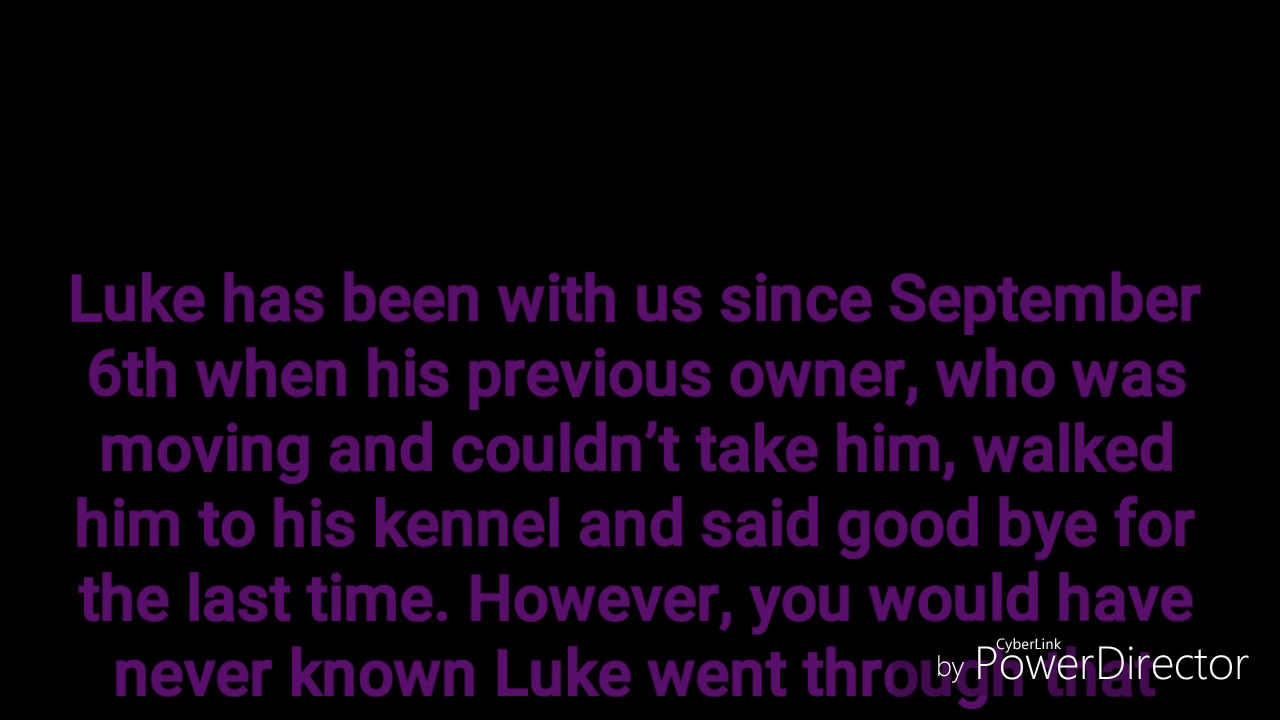 Luke has been with us since September
6th when his previous owner, who was
moving and couldn’t take him, walked
him to his kennel and said good bye for
the last time. However, you would have
never known Luke went through that
CyberLink
by PowerDirector